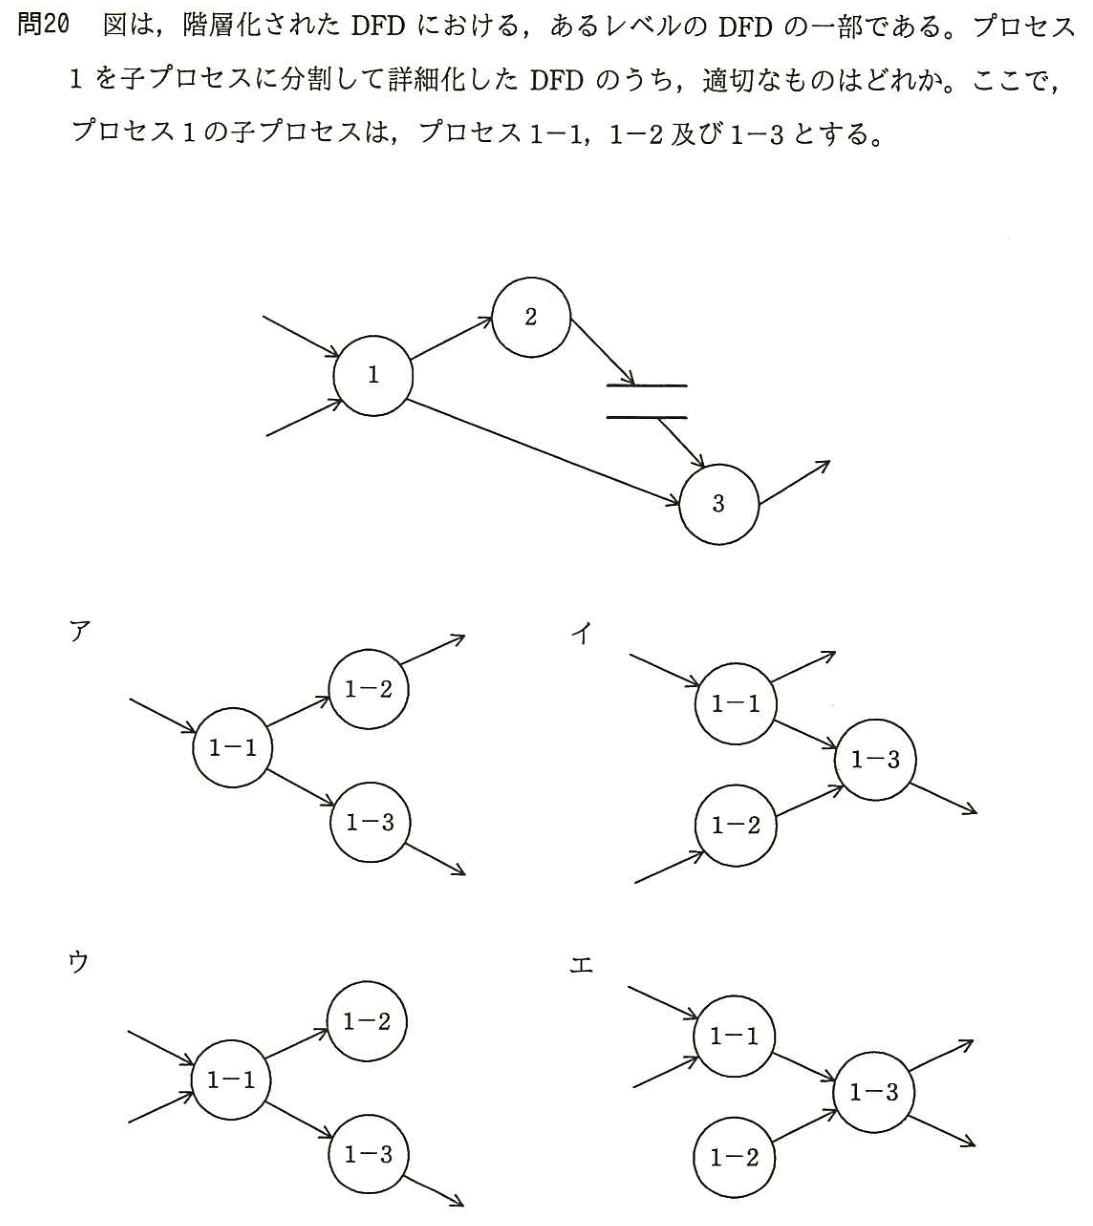 問20 図は，階層化された DFD における，あるレベルの DFD の一部である。プロセス
1 を子プロセスに分割して詳細化した DFD のうち，適切なものはどれか。ここで，
プロセス1の子プロセスは，プロセス1－1，1－2 及び1－3とする。
2
1
3
ア
イ
1－2
1－1
1－1
1－3
1－3
1－2
ウ
エ
1－2
1－1
1－1
1－3
1－3
1－2